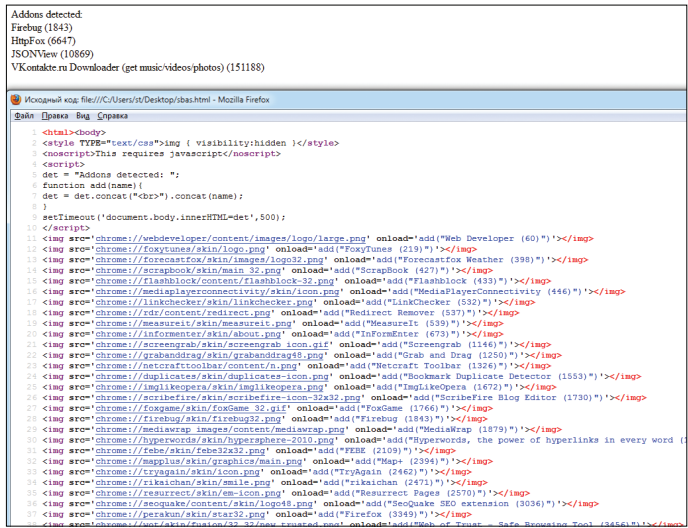 Addons detected:
Firebug (1843)
HttpFox (6647)
JSONView (10869)
VKontakte.ru Downloader (get music/videos/photos) (151188)
Исходный код: file:///C:/Users/st/Desktop/sbas.html - Mozilla Firefox
Файл Правка Вид Справка
1 <html><body>
2 <style TYPE="text/css">img { visibility:hidden }</style>
3 <noscript>This requires javascript</noscript>
4 <script>
5 det = "Addons detected: ";
6 function add(name){
7 det = det.concat("<br>").concat(name);
8 }
9 setTimeout('document.body.innerHTML=det',500);
10 </script>
11 <img src='chrome://webdeveloper/content/images/logo/large.png' onload='add("Web Developer (60)")'></img>
12 <img src='chrome://foxytunes/skin/logo.png' onload='add("FoxyTunes (219)")'></img>
13 <img src='chrome://forecastfox/skin/images/logo32.png' onload='add("Forecastfox Weather (398)")'></img>
14 <img src='chrome://scrapbook/skin/main_32.png' onload='add("ScrapBook (427)")'></img>
15 <img src='chrome://flashblock/content/flashblock-32.png' onload='add("Flashblock (433)")'></img>
16 <img src='chrome://mediaplayerconnectivity/skin/icon.png' onload='add("MediaPlayerConnectivity (446)")'></img>
17 <img src='chrome://linkchecker/skin/linkchecker.png' onload='add("LinkChecker (532)")'></img>
18 <img src='chrome://rdr/content/redirect.png' onload='add("Redirect Remover (537)")'></img>
19 <img src='chrome://measureit/skin/measureit.png' onload='add("MeasureIt (539)")'></img>
20 <img src='chrome://informenter/skin/about.png' onload='add("InFormEnter (673)")'></img>
21 <img src='chrome://screengrab/skin/screengrab_icon.gif' onload='add("Screengrab (1146)")'></img>
22 <img src='chrome://grabanddrag/skin/grabanddrag48.png' onload='add("Grab and Drag (1250)")'></img>
23 <img src='chrome://netcrafttoolbar/content/n.png' onload='add("Netcraft Toolbar (1326)")'></img>
24 <img src='chrome://duplicates/skin/duplicates-icon.png' onload='add("Bookmark Duplicate Detector (1553)")'></img>
25 <img src='chrome://imglikeopera/skin/imglikeopera.png' onload='add("ImgLikeOpera (1672)")'></img>
26 <img src='chrome://scribefire/skin/scribefire-icon-32x32.png' onload='add("ScribeFire Blog Editor (1730)")'></img>
27 <img src='chrome://foxgame/skin/foxGame_32.gif' onload='add("FoxGame (1766)")'></img>
28 <img src='chrome://firebug/skin/firebug32.png' onload='add("Firebug (1843)")'></img>
29 <img src='chrome://mediawrap_images/content/mediawrap.png' onload='add("MediaWrap (1879)")'></img>
30 <img src='chrome://hyperwords/skin/hypersphere-2010.png' onload='add("Hyperwords, the power of hyperlinks in every word
31 <img src='chrome://febe/skin/febe32x32.png' onload='add("FEBE (2109)")'></img>
32 <img src='chrome://mapplus/skin/graphics/main.png' onload='add("Map+ (2394)")'></img>
33 <img src='chrome://tryagain/skin/icon.png' onload='add("TryAgain (2462)")'></img>
34 <img src='chrome://rikaichan/skin/smile.png' onload='add("rikaichan (2471)")'></img>
35 <img src='chrome://resurrect/skin/em-icon.png' onload='add("Resurrect Pages (2570)")'></img>
36 <img src='chrome://seoquake/content/skin/logo48.png' onload='add("SeoQuake SEO extension (3036)")'></img>
37 <img src='chrome://perakun/skin/star32.png' onload='add("Firefox (3349)")'></img>
38 <img src='chrome://wot/skin/fusion/32_32/new_trusted.png' onload='add("Web of Trust - Safe Browsing Tool (3456)")'></img>